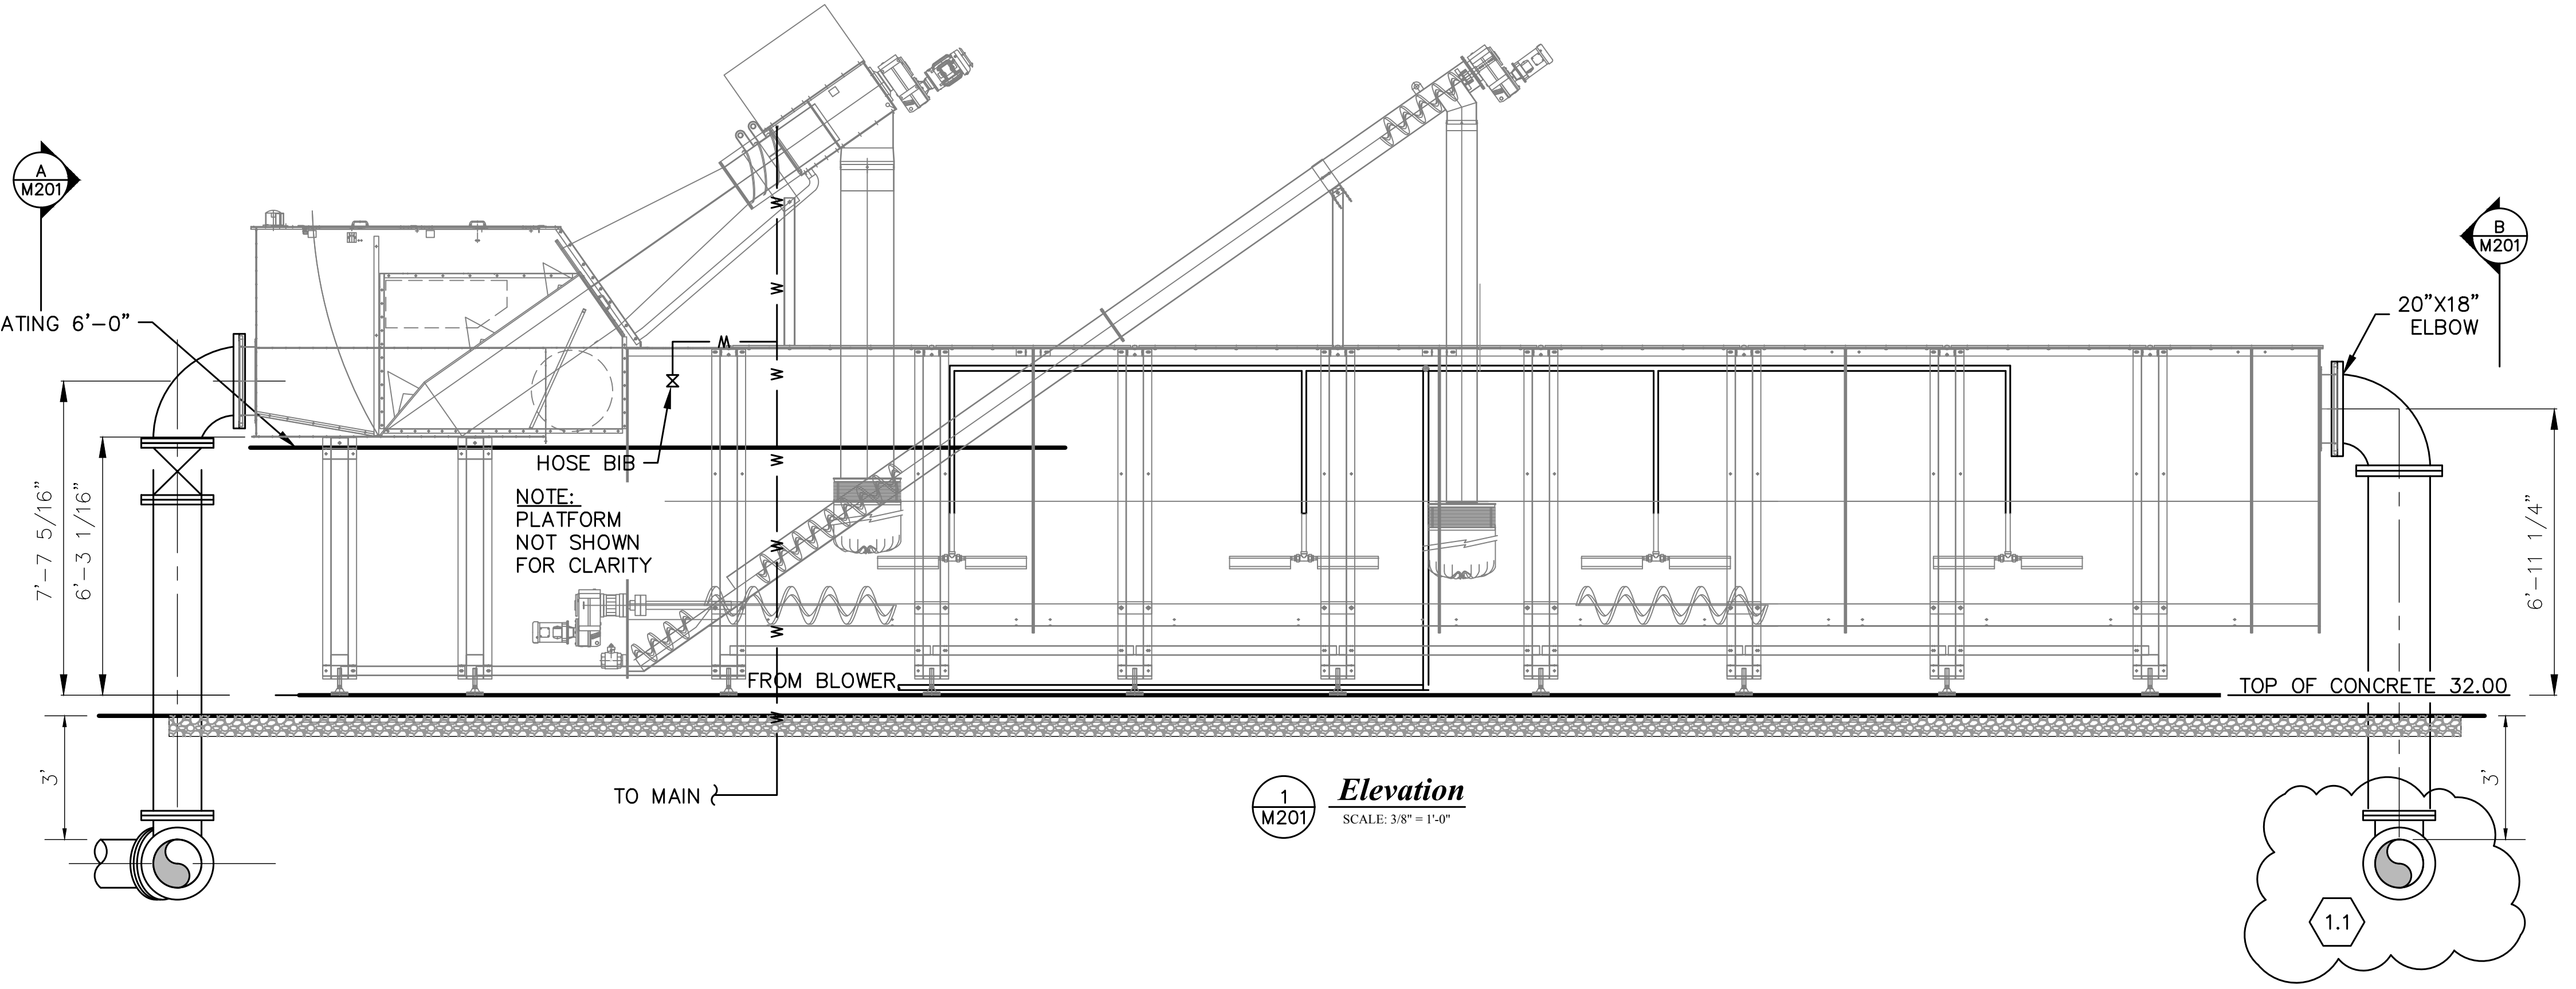 A
M201
B
M201
ATING 6'-0"
20"X18"
ELBOW
HOSE BIB
NOTE:
PLATFORM
NOT SHOWN
FOR CLARITY
7'-7 5/16"
6'-3 1/16"
6'-11 1/4"
W
W
W
W
W
W
W
W
FROM BLOWER
TOP OF CONCRETE 32.00
3'
3'
TO MAIN
1
M201
Elevation
SCALE: 3/8" = 1'-0"
1.1